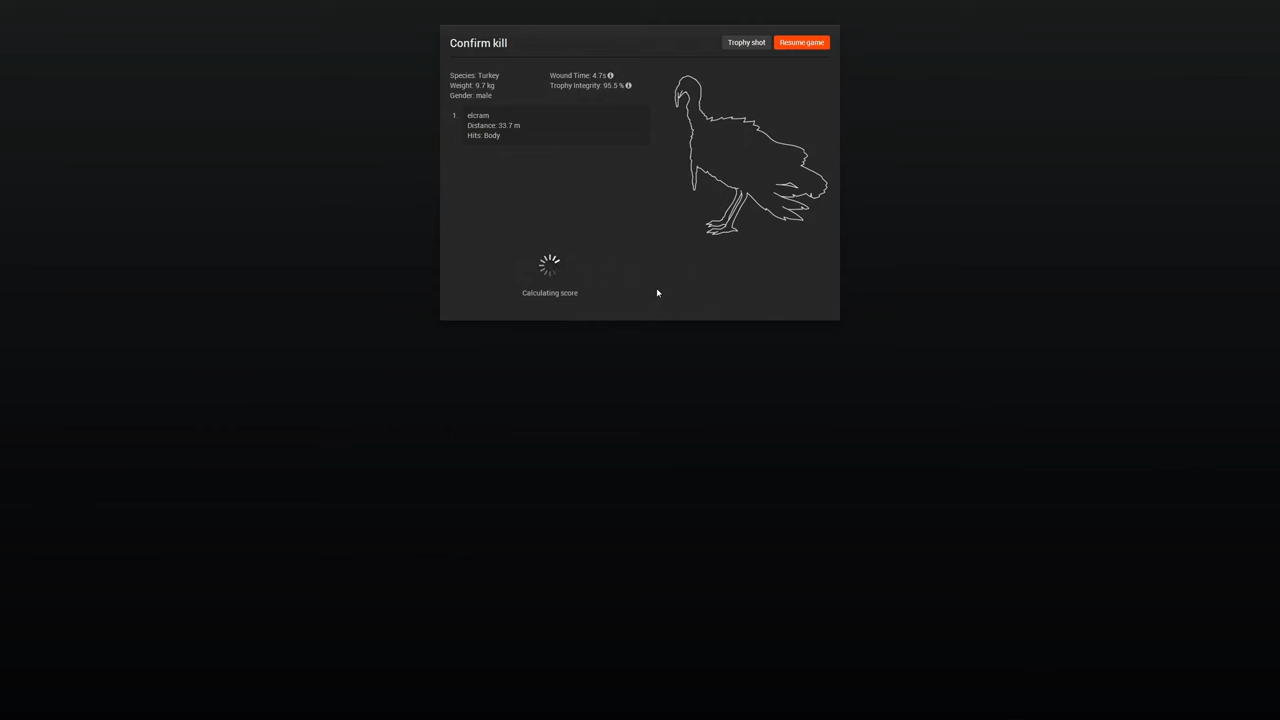 Confirm kill
Trophy shot
Resume game
Species: Turkey
Weight: 9.7 kg
Gender: male
Wound Time: 4.7s
Trophy Integrity: 95.5 %
1. elcram
Distance: 33.7 m
Hits: Body
Calculating score